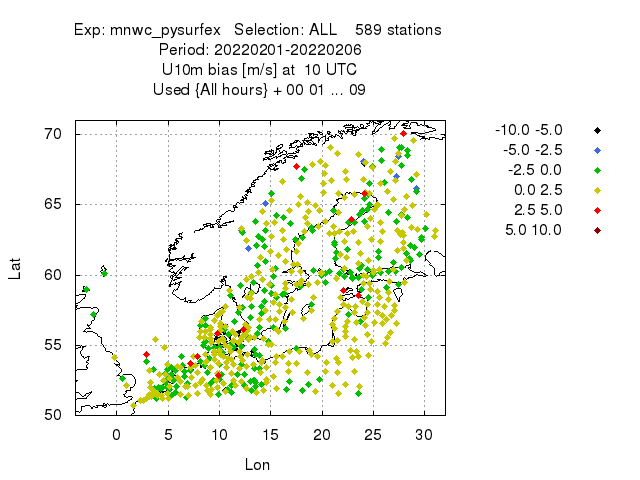 Exp: mnwc_pysurfex   Selection: ALL    589 stations
Period: 20220201-20220206
U10m bias [m/s] at  10 UTC
Used {All hours} + 00 01 ... 09
-10.0 -5.0
-5.0 -2.5
-2.5 0.0
0.0 2.5
2.5 5.0
5.0 10.0
70
65
60
55
50
Lat
0 5 10 15 20 25 30
Lon